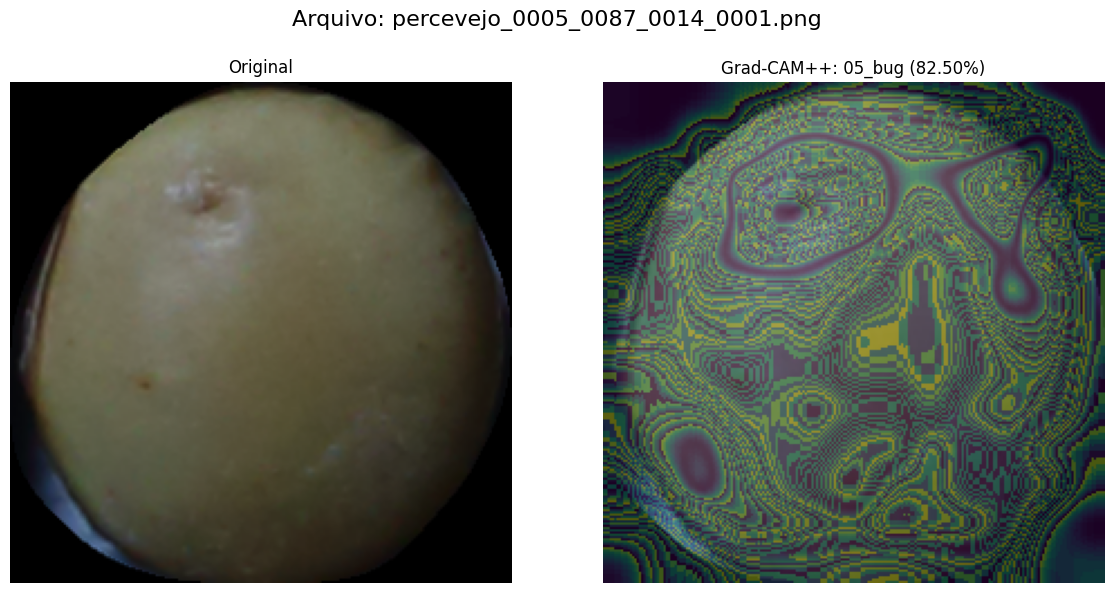 Arquivo: percevejo_0005_0087_0014_0001.png
Original
Grad-CAM++: 05_bug (82.50%)